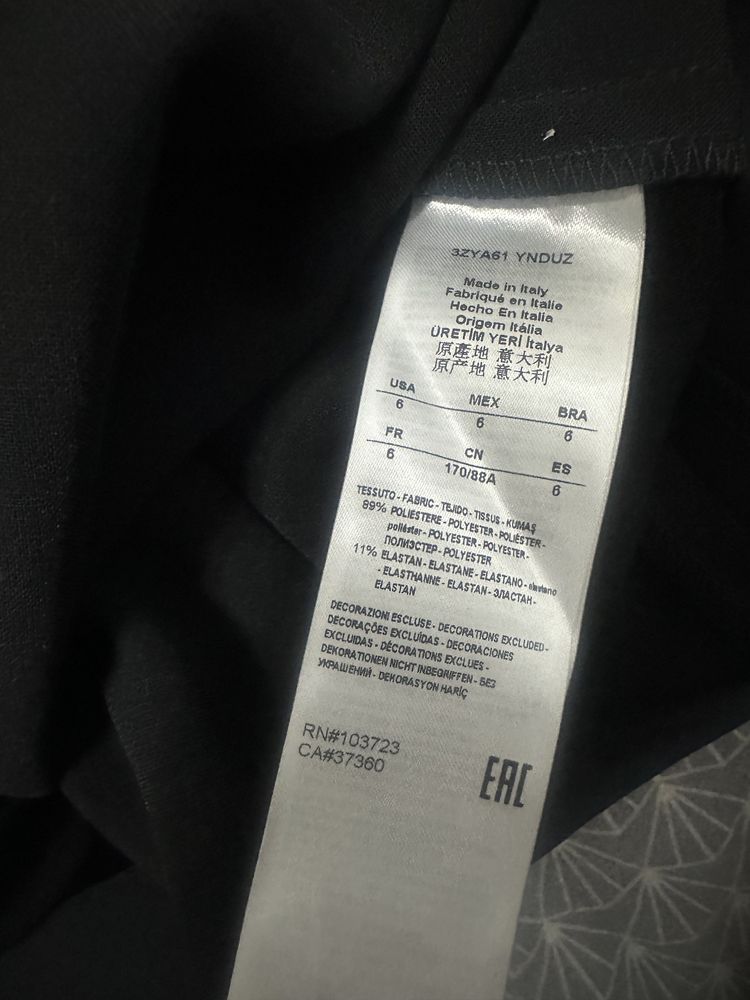 3ZYA61 YNDUZ
Made in Italy
Fabriqué en Italie
Hecho En Italia
Origem Itália
ÜRETİM YERİ İtalya
原產地 意大利
原产地 意大利
USA MEX BRA
6 6 6
FR CN ES
6 170/88A 6
TESSUTO - FABRIC - TEJIDO - TISSUS - KUMAŞ
89% POLIESTERE - POLYESTER - POLIÉSTER -
poliéster - POLYESTER - POLYESTER -
ПОЛИЭСТЕР - POLYESTER
11% ELASTAN - ELASTANE - ELASTANO - elastano
- ELASTHANNE - ELASTAN - ЭЛАСТАН -
ELASTAN
DECORAZIONI ESCLUSE - DECORATIONS EXCLUDED -
DECORAÇÕES EXCLUÍDAS - DECORACIONES
EXCLUIDAS - DÉCORATIONS EXCLUES -
DEKORATIONEN NICHT INBEGRIFFEN - БЕЗ
УКРАШЕНИЙ - DEKORASYON HARİÇ
RN#103723
CA#37360
EAC